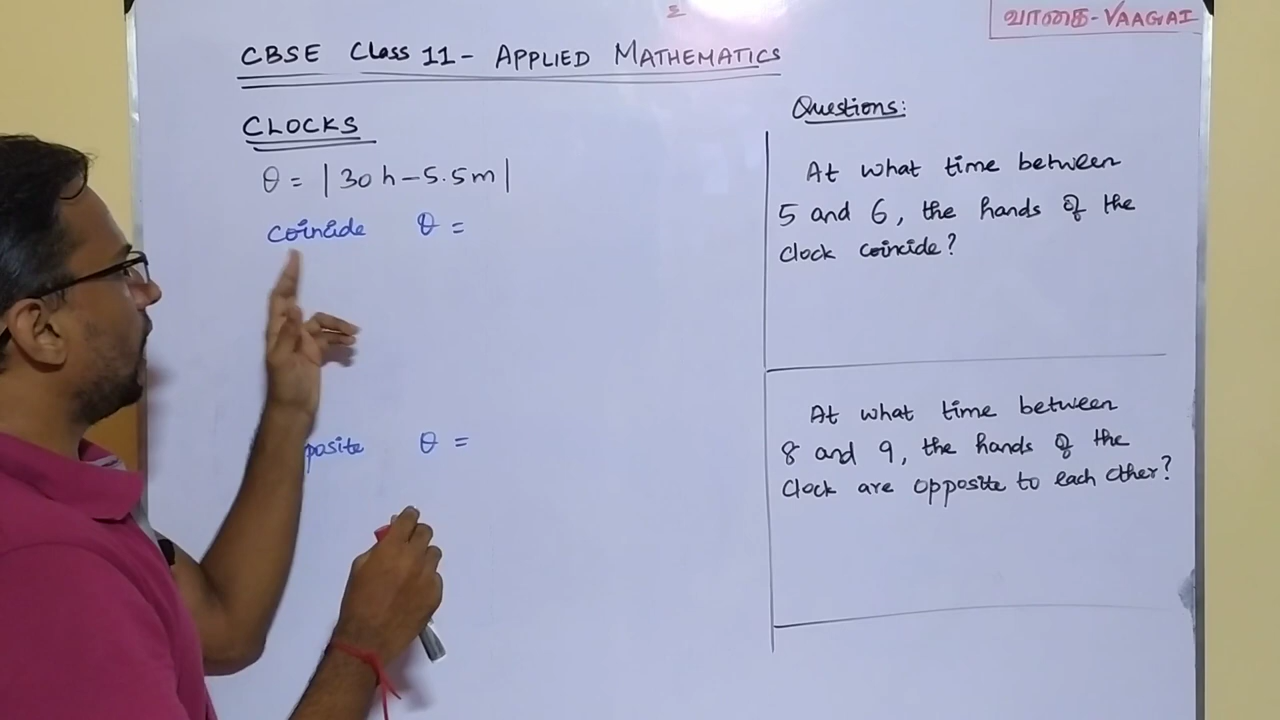 வாகை - VAAGAI
CBSE Class 11 - APPLIED MATHEMATICS
CLOCKS
θ = | 30 h - 5.5 m |
coincide θ =
posite θ =
Questions:
At what time between
5 and 6, the hands of the
clock coincide?
At what time between
8 and 9, the hands of the
clock are opposite to each other?